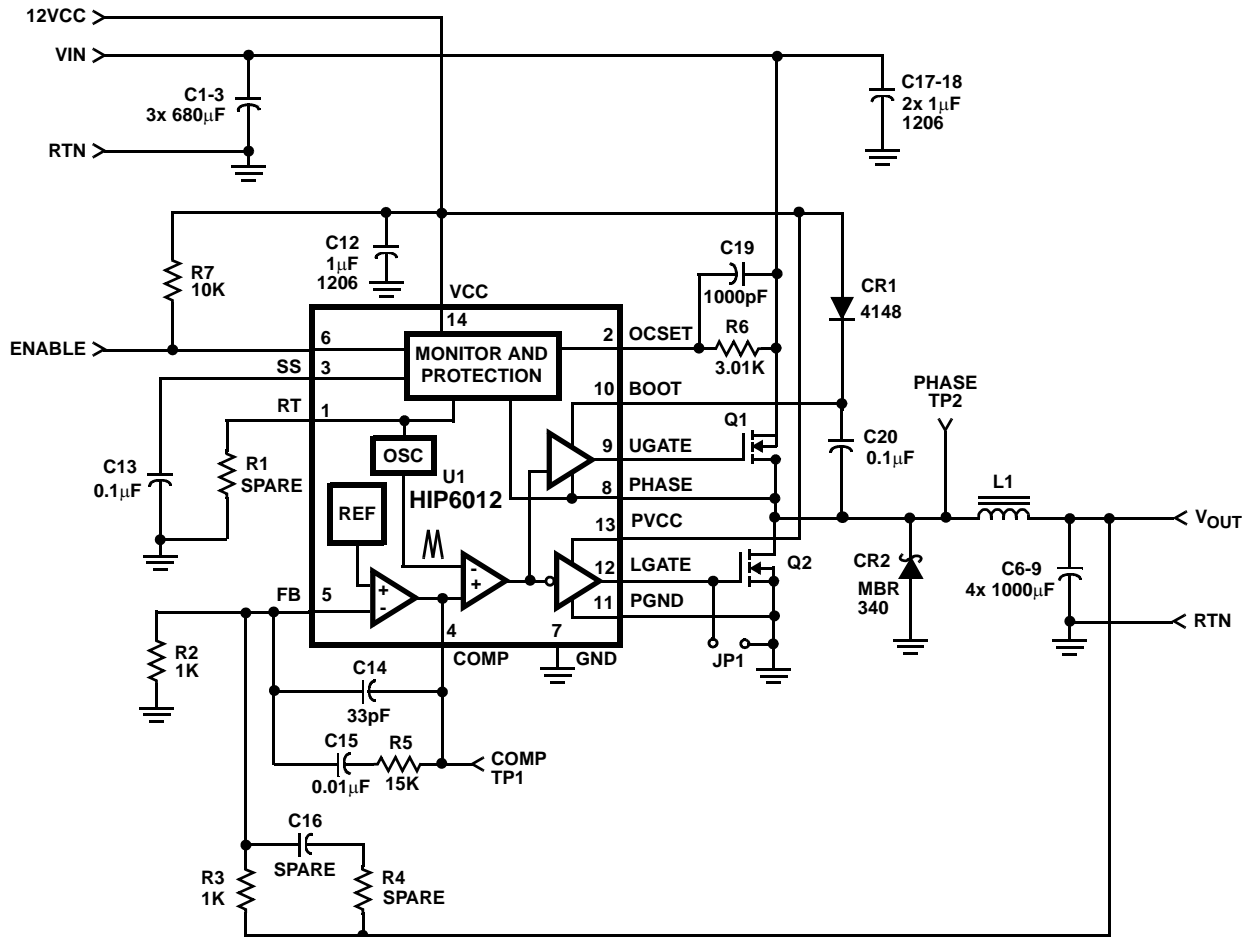 12VCC
VIN
C1-3
3x 680µF
RTN
C17-18
2x 1µF
1206
C12
1µF
1206
R7
10K
VCC
14
C19
1000pF
CR1
4148
ENABLE
6
MONITOR AND
PROTECTION
2
OCSET
R6
3.01K
SS
3
10
BOOT
PHASE
TP2
RT
1
OSC
U1
HIP6012
9
UGATE
Q1
C20
0.1µF
C13
0.1µF
R1
SPARE
REF
8
PHASE
L1
13
PVCC
VOUT
12
LGATE
Q2
CR2
MBR
340
C6-9
4x 1000µF
FB
5
+
-
-
+
11
PGND
RTN
4
COMP
7
GND
JP1
R2
1K
C14
33pF
C15
0.01µF
R5
15K
COMP
TP1
C16
SPARE
R3
1K
R4
SPARE